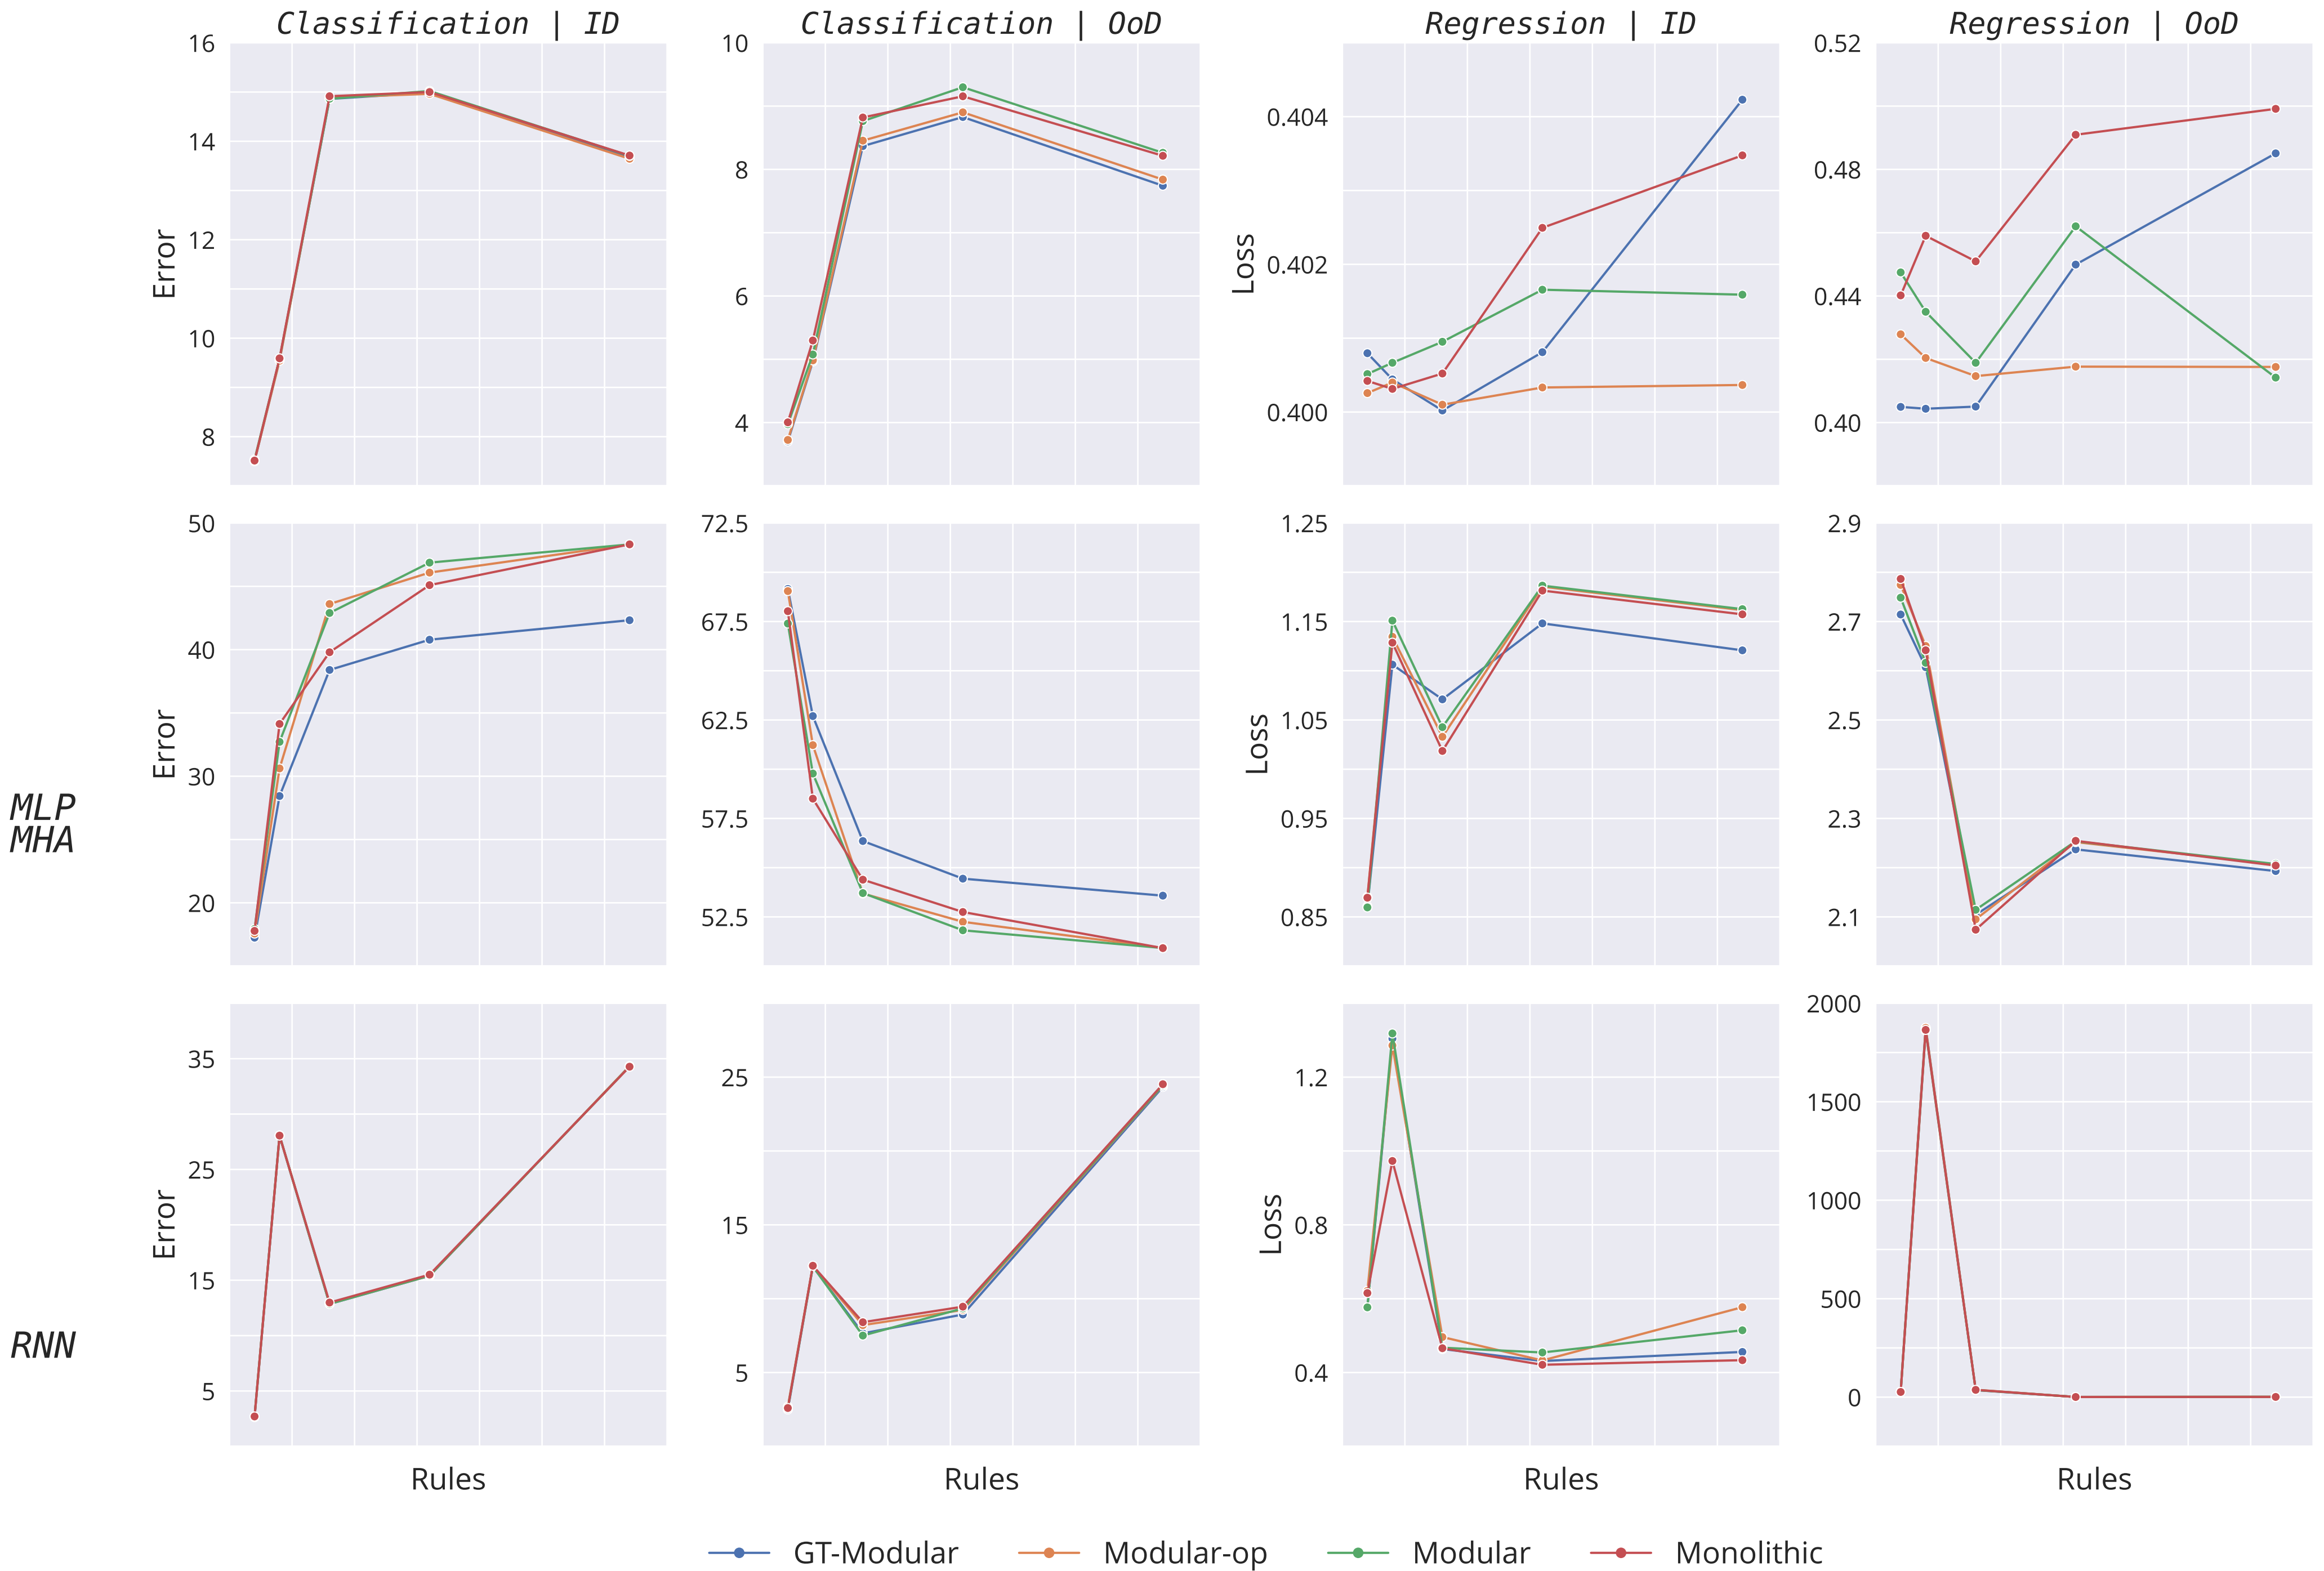 Classification | ID
Classification | OoD
Regression | ID
Regression | OoD
16
14
12
10
8
Error
10
8
6
4
0.404
0.402
0.400
Loss
0.52
0.48
0.44
0.40
MLP
MHA
50
40
30
20
Error
72.5
67.5
62.5
57.5
52.5
1.25
1.15
1.05
0.95
0.85
Loss
2.9
2.7
2.5
2.3
2.1
RNN
35
25
15
5
Error
Rules
25
15
5
Rules
1.2
0.8
0.4
Loss
Rules
2000
1500
1000
500
0
Rules
GT-Modular
Modular-op
Modular
Monolithic